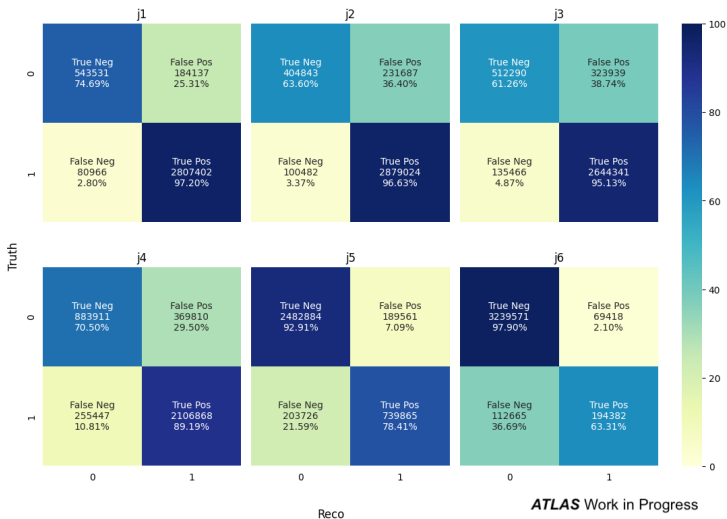 j1
j2
j3
0
True Neg
543531
74.69%
False Pos
184137
25.31%
True Neg
404843
63.60%
False Pos
231687
36.40%
True Neg
512290
61.26%
False Pos
323939
38.74%
1
False Neg
80966
2.80%
True Pos
2807402
97.20%
False Neg
100482
3.37%
True Pos
2879024
96.63%
False Neg
135466
4.87%
True Pos
2644341
95.13%
Truth
j4
j5
j6
0
True Neg
883911
70.50%
False Pos
369810
29.50%
True Neg
2482884
92.91%
False Pos
189561
7.09%
True Neg
3239571
97.90%
False Pos
69418
2.10%
1
False Neg
255447
10.81%
True Pos
2106868
89.19%
False Neg
203726
21.59%
True Pos
739865
78.41%
False Neg
112665
36.69%
True Pos
194382
63.31%
0
1
0
1
0
1
Reco
100
80
60
40
20
0
ATLAS Work in Progress